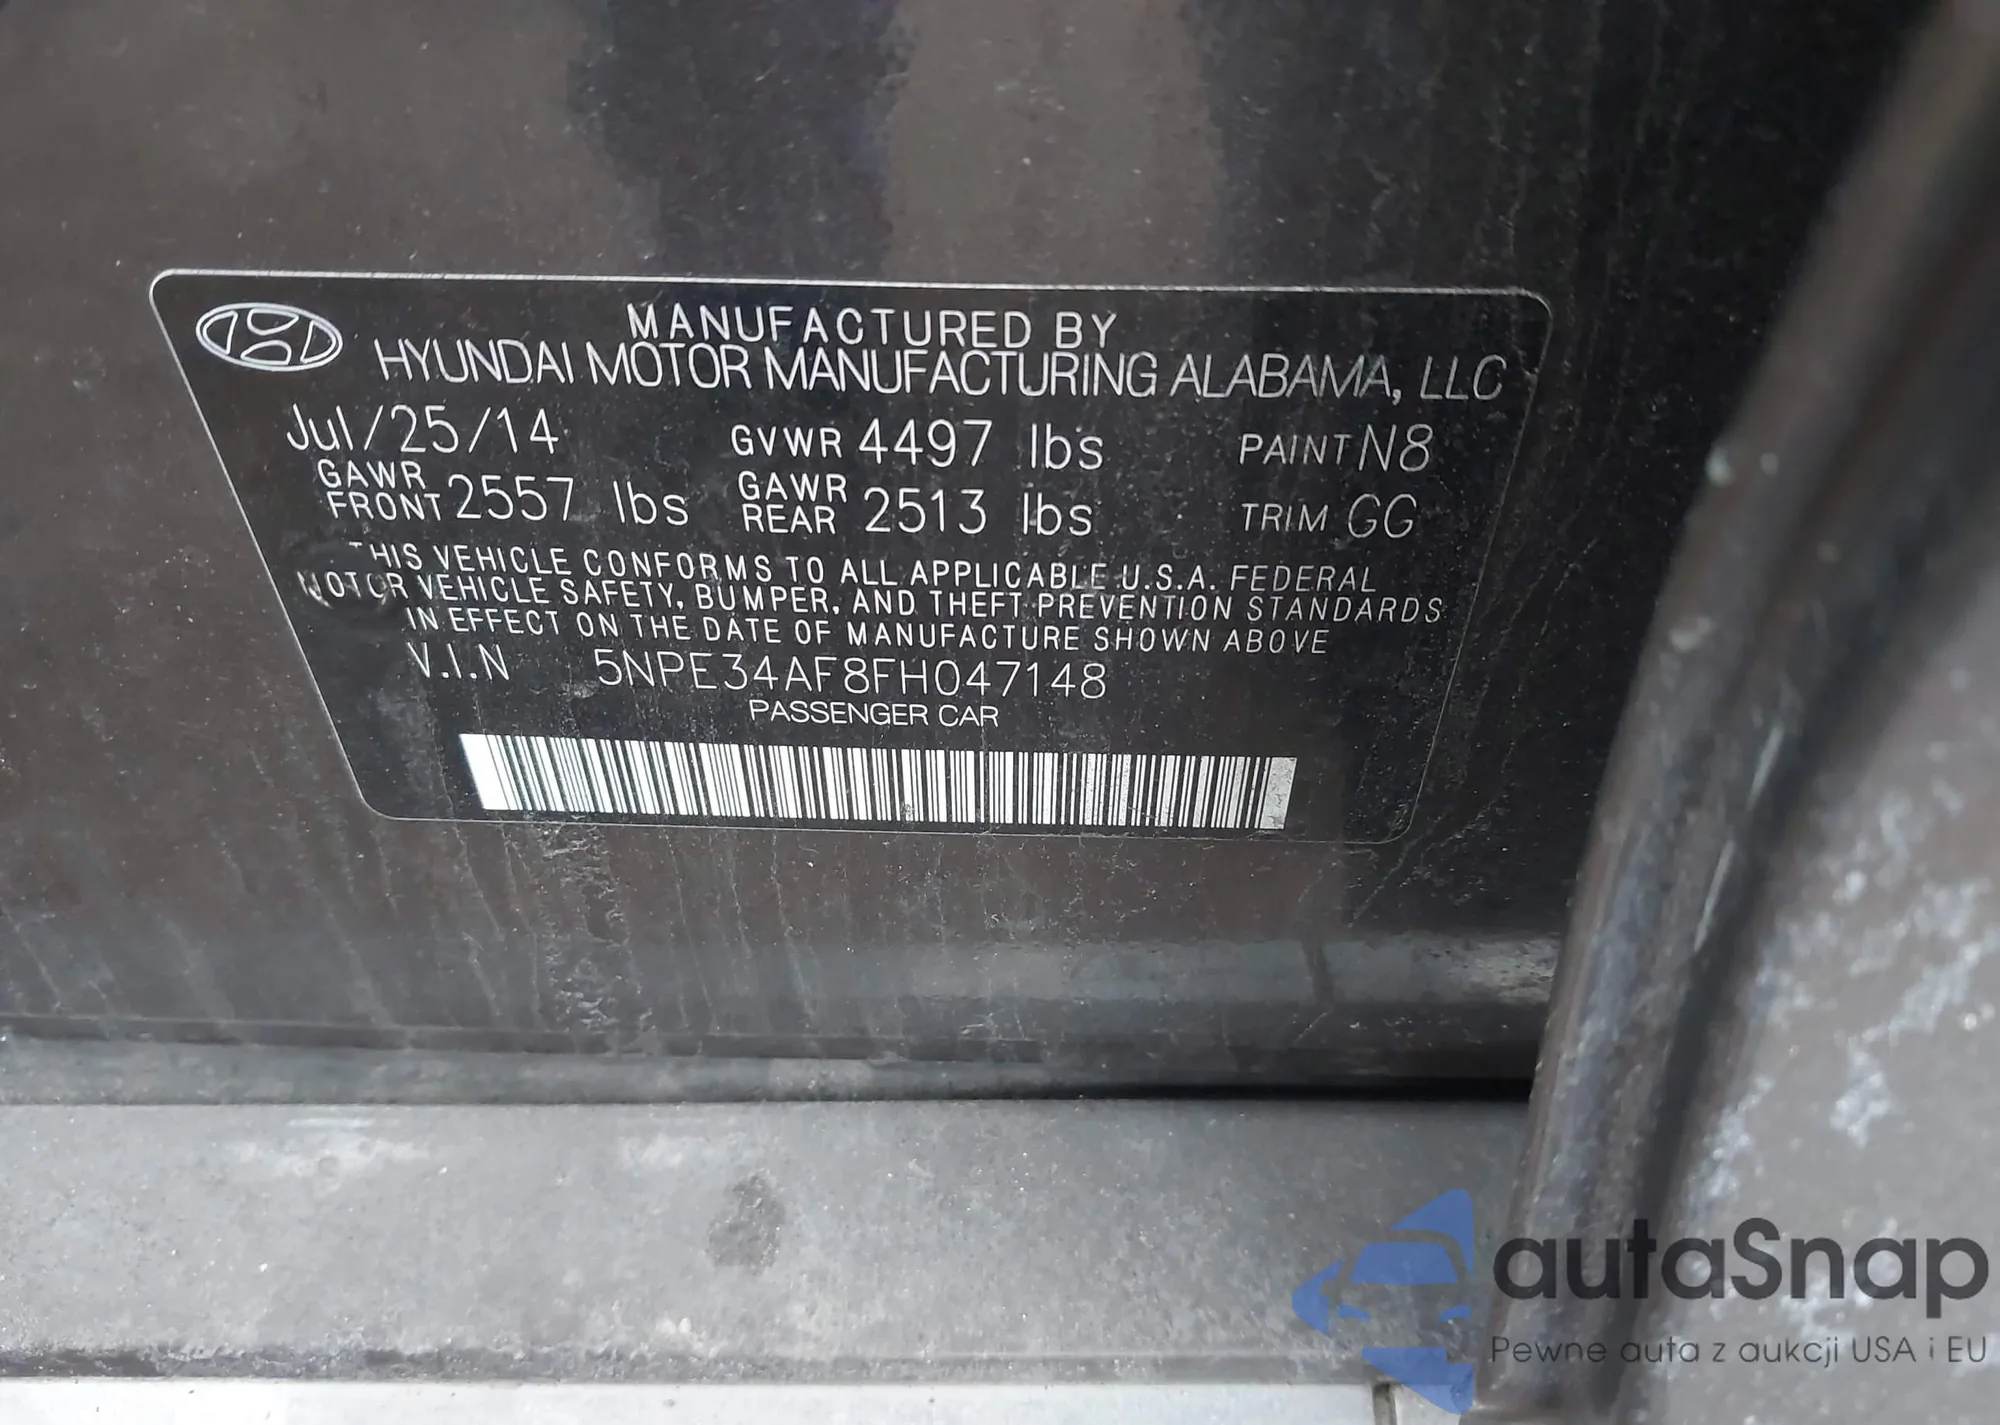 MANUFACTURED BY
HYUNDAI MOTOR MANUFACTURING ALABAMA, LLC
Jul/25/14 GVWR 4497 lbs PAINT N8
GAWR FRONT 2557 lbs GAWR REAR 2513 lbs TRIM GG
THIS VEHICLE CONFORMS TO ALL APPLICABLE U.S.A. FEDERAL
MOTOR VEHICLE SAFETY, BUMPER, AND THEFT PREVENTION STANDARDS
IN EFFECT ON THE DATE OF MANUFACTURE SHOWN ABOVE
V.I.N 5NPE34AF8FH047148
PASSENGER CAR
autaSnap
Pewne auta z aukcji USA i EU